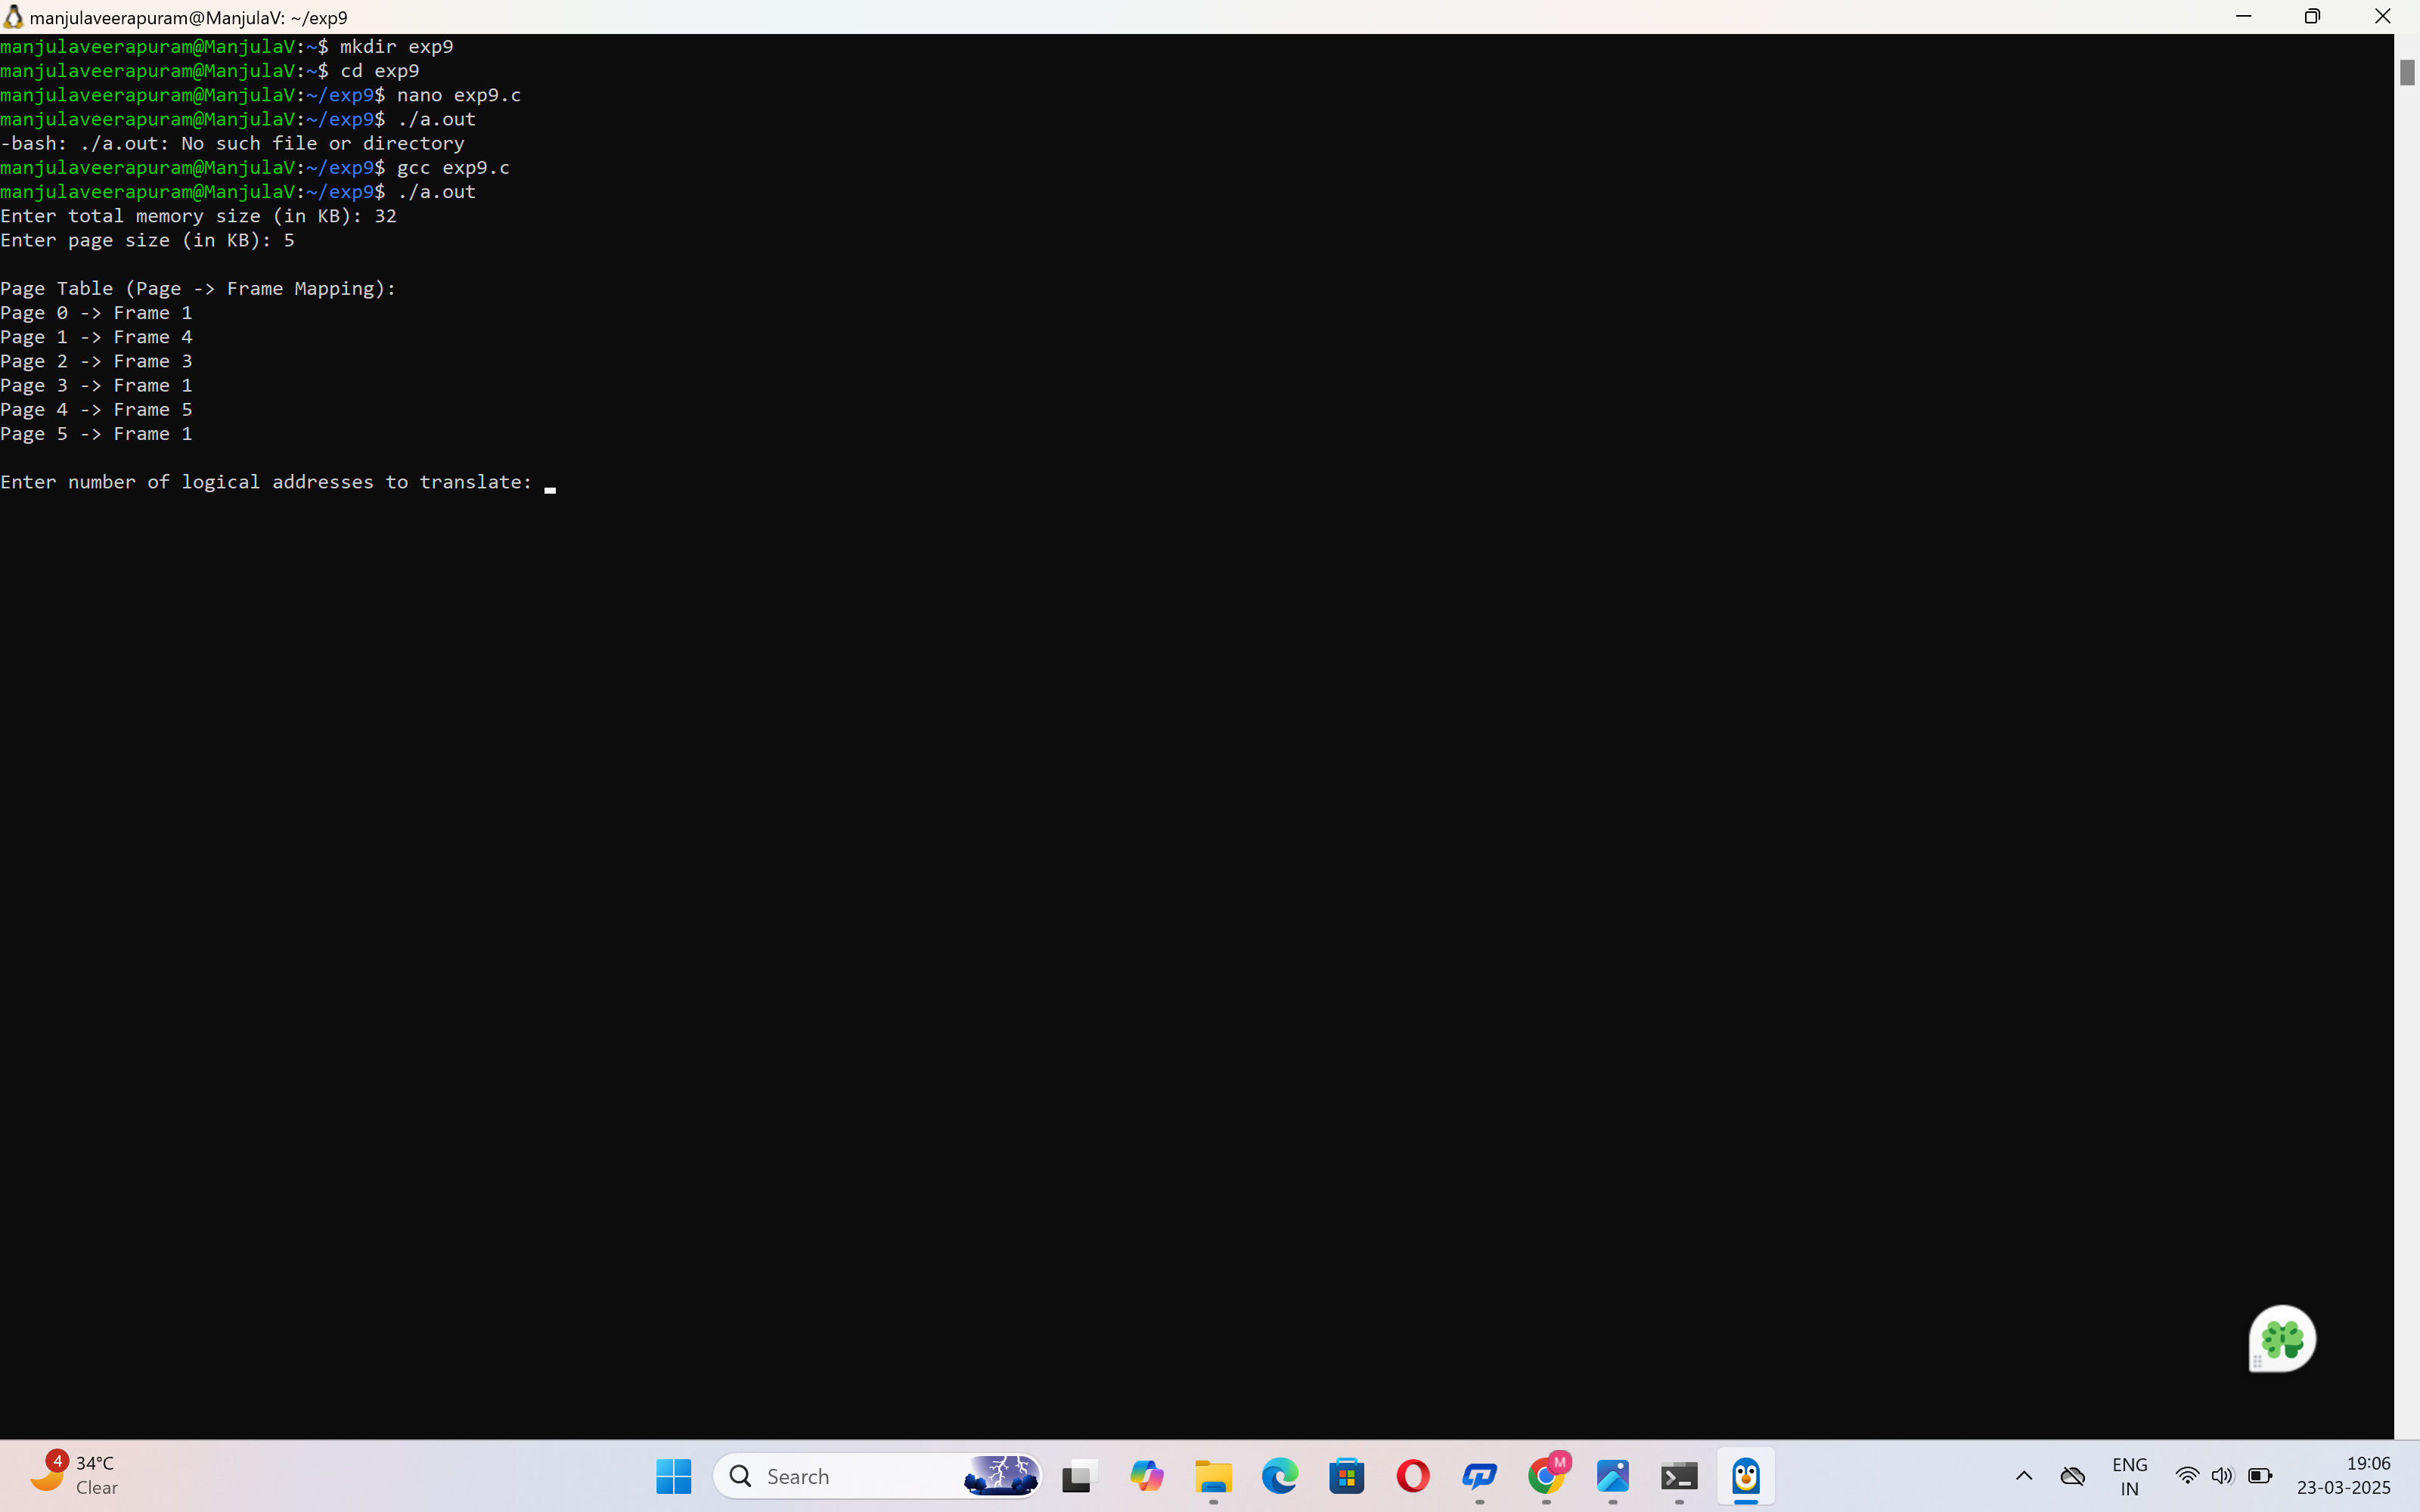 manjulaveerapuram@ManjulaV: ~/exp9
manjulaveerapuram@ManjulaV:~$ mkdir exp9
manjulaveerapuram@ManjulaV:~$ cd exp9
manjulaveerapuram@ManjulaV:~/exp9$ nano exp9.c
manjulaveerapuram@ManjulaV:~/exp9$ ./a.out
-bash: ./a.out: No such file or directory
manjulaveerapuram@ManjulaV:~/exp9$ gcc exp9.c
manjulaveerapuram@ManjulaV:~/exp9$ ./a.out
Enter total memory size (in KB): 32
Enter page size (in KB): 5
Page Table (Page -> Frame Mapping):
Page 0 -> Frame 1
Page 1 -> Frame 4
Page 2 -> Frame 3
Page 3 -> Frame 1
Page 4 -> Frame 5
Page 5 -> Frame 1
Enter number of logical addresses to translate:
4
34°C
Clear
Search
M
ENG
IN
19:06
23-03-2025